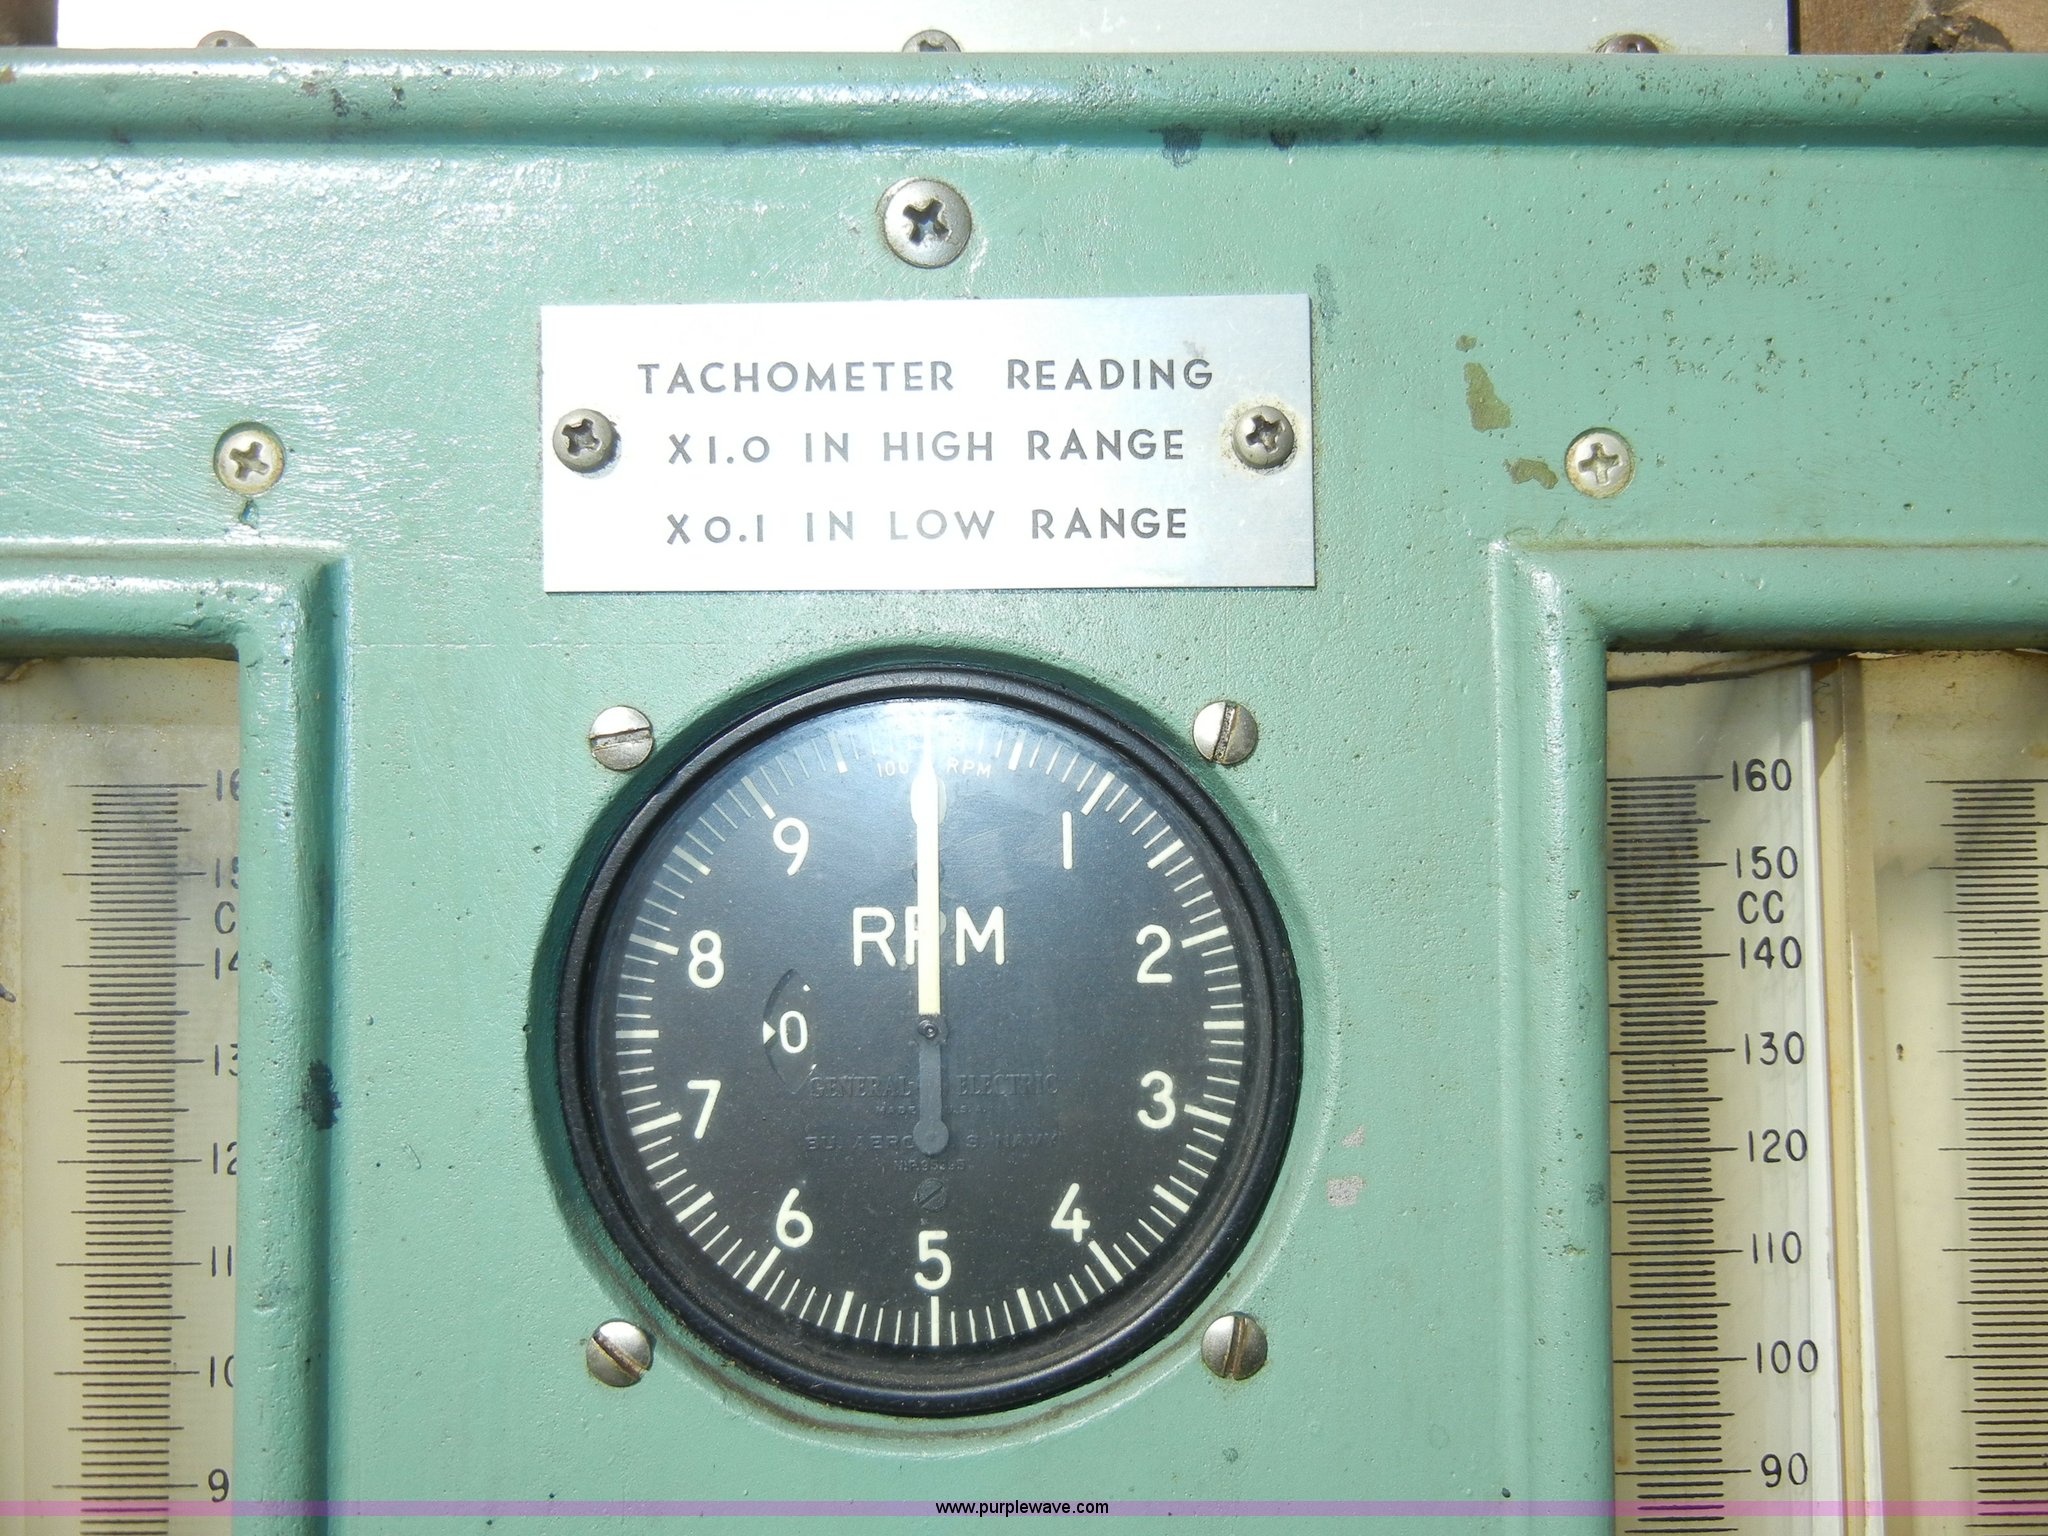 TACHOMETER READING
X1.0 IN HIGH RANGE
X0.1 IN LOW RANGE
100 RPM
9
1
RPM
8
2
0
7
3
GENERAL ELECTRIC
6
4
5
160
150
CC
140
130
120
110
100
90
www.purplewave.com